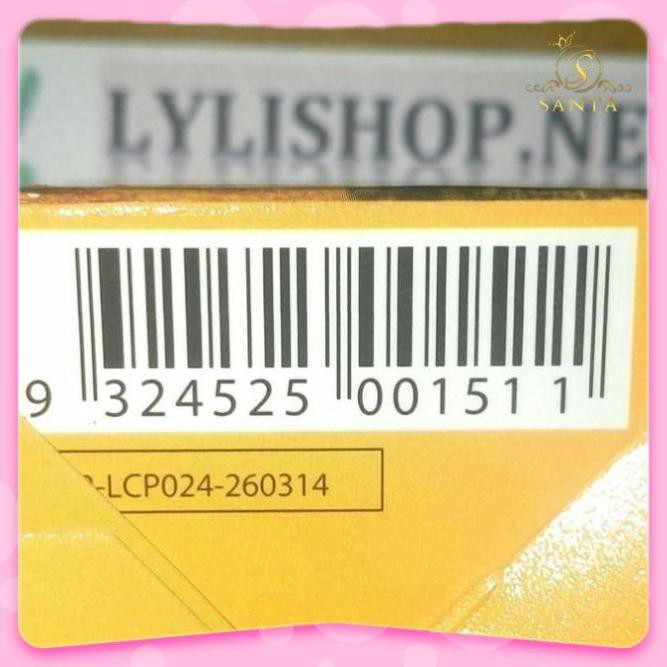 SANTA
LYLISHOP.NE
9 324525 001511
-LCP024-260314